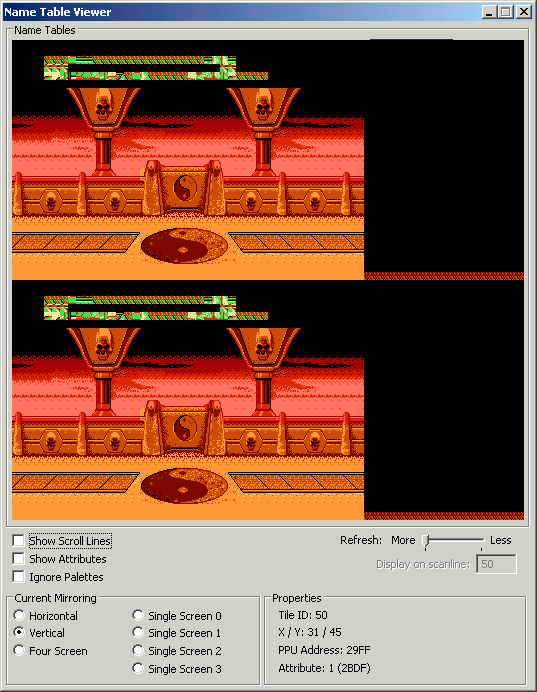 Name Table Viewer
Name Tables
Show Scroll Lines
Show Attributes
Ignore Palettes
Refresh: More Less
Display on scanline: 50
Current Mirroring
Horizontal
Vertical
Four Screen
Single Screen 0
Single Screen 1
Single Screen 2
Single Screen 3
Properties
Tile ID: 50
X / Y: 31 / 45
PPU Address: 29FF
Attribute: 1 (2BDF)